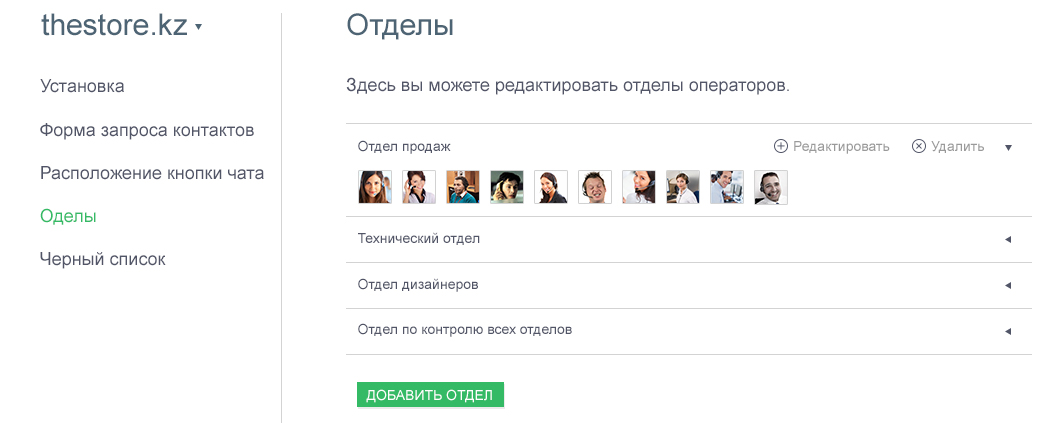 thestore.kz
Установка
Форма запроса контактов
Расположение кнопки чата
Оделы
Черный список
Отделы
Здесь вы можете редактировать отделы операторов.
Отдел продаж Редактировать Удалить
Технический отдел
Отдел дизайнеров
Отдел по контролю всех отделов
ДОБАВИТЬ ОТДЕЛ